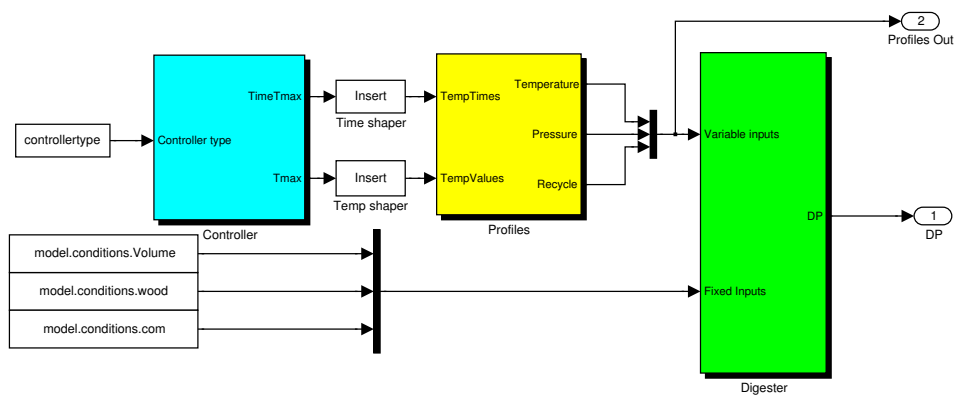 2
Profiles Out
controllertype
Controller type
TimeTmax
Tmax
Controller
Insert
Time shaper
Insert
Temp shaper
TempTimes
TempValues
Temperature
Pressure
Recycle
Profiles
Variable inputs
Fixed Inputs
DP
Digester
1
DP
model.conditions.Volume
model.conditions.wood
model.conditions.com